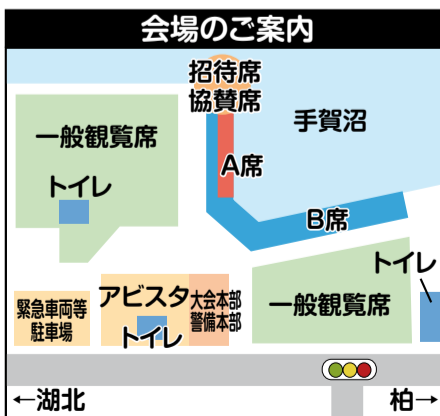 会場のご案内
招待席
協賛席
手賀沼
一般観覧席
A席
トイレ
B席
トイレ
緊急車両等
駐車場
アビスタ
トイレ
大会本部
警備本部
一般観覧席
←湖北
柏→